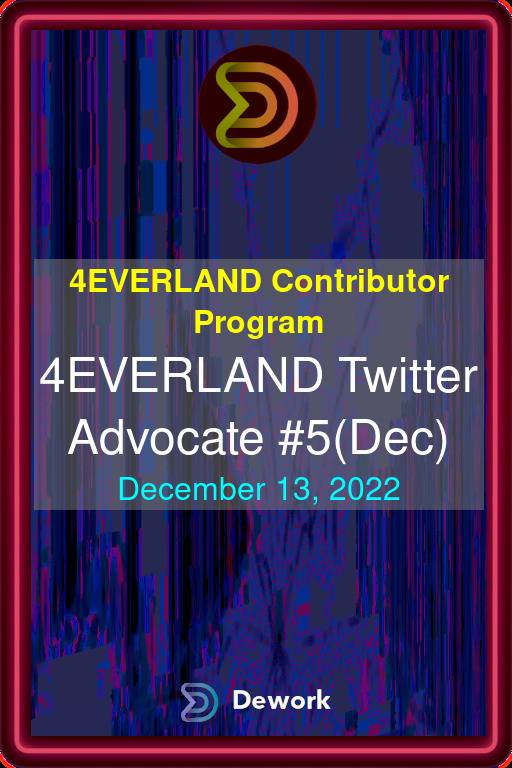 4EVERLAND Contributor
Program
4EVERLAND Twitter
Advocate #5(Dec)
December 13, 2022
Dework